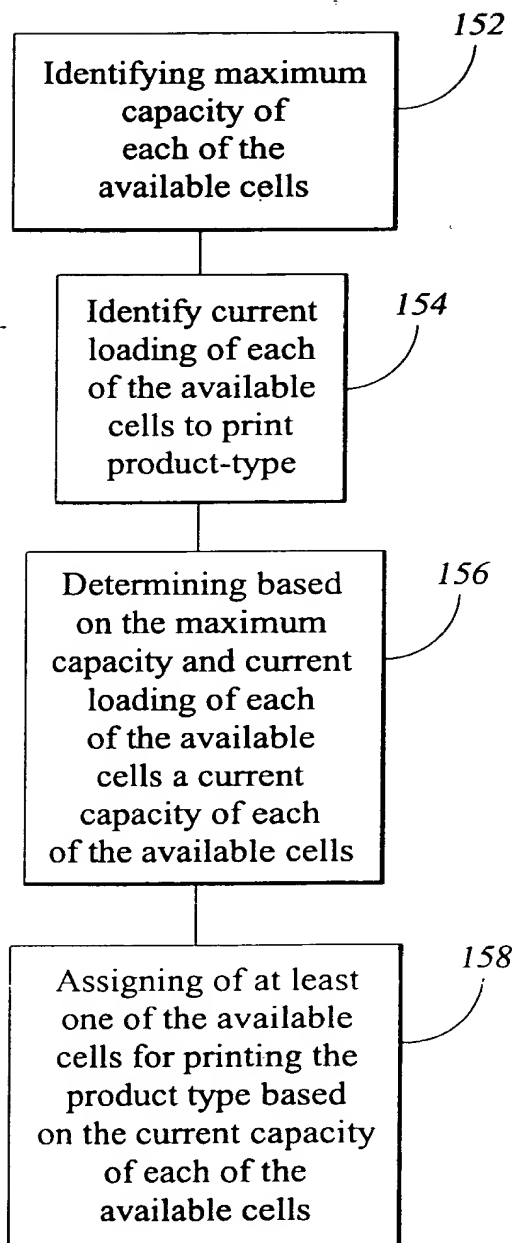 152
Identifying maximum
capacity of
each of the
available cells
154
Identify current
loading of each
of the available
cells to print
product-type
156
Determining based
on the maximum
capacity and current
loading of each
of the available
cells a current
capacity of each
of the available cells
158
Assigning of at least
one of the available
cells for printing the
product type based
on the current capacity
of each of the
available cells